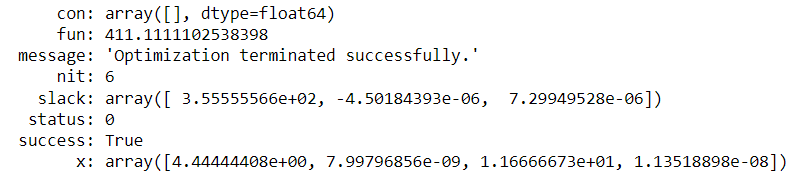 con: array([], dtype=float64)
fun: 411.1111102538398
message: 'Optimization terminated successfully.'
nit: 6
slack: array([ 3.55555566e+02, -4.50184393e-06,  7.29949528e-06])
status: 0
success: True
x: array([4.44444408e+00, 7.99796856e-09, 1.16666673e+01, 1.13518898e-08])